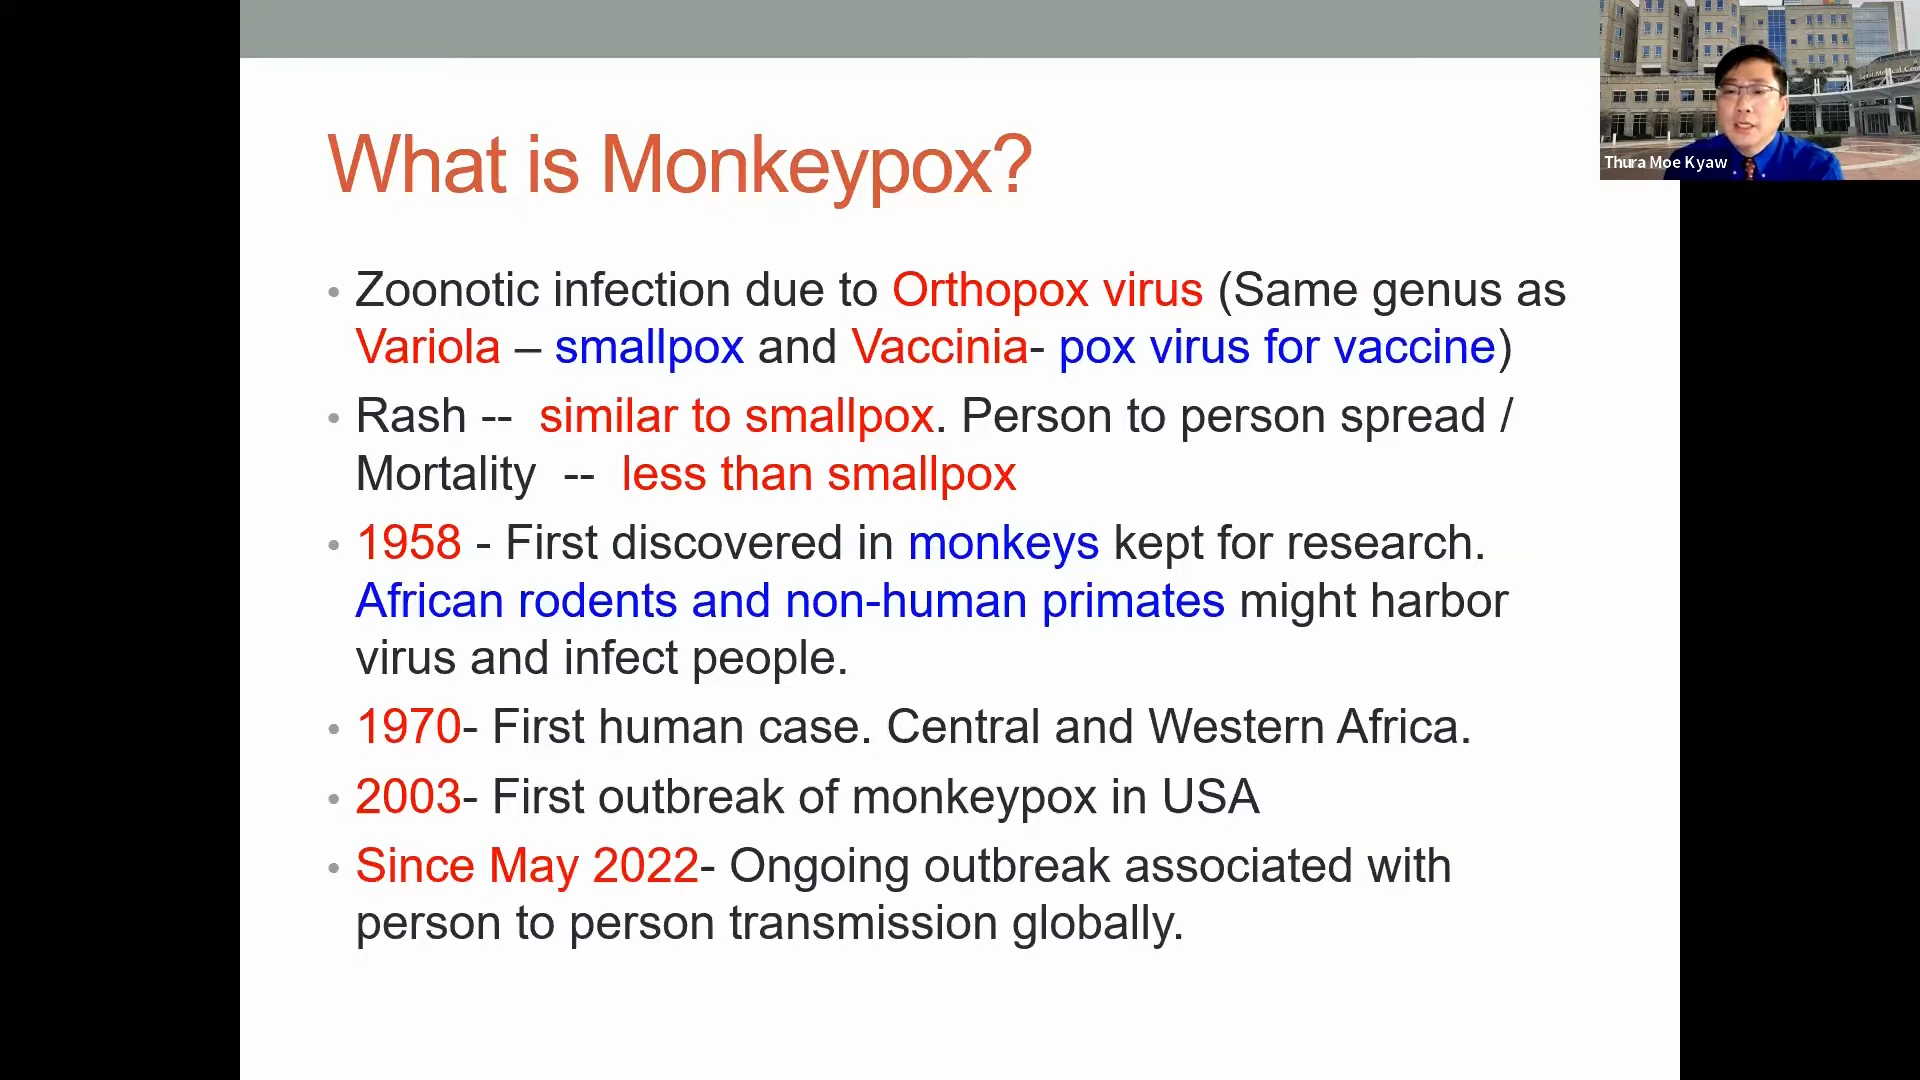 What is Monkeypox?
• Zoonotic infection due to Orthopox virus (Same genus as
Variola – smallpox and Vaccinia- pox virus for vaccine)
• Rash -- similar to smallpox. Person to person spread /
Mortality -- less than smallpox
• 1958 - First discovered in monkeys kept for research.
African rodents and non-human primates might harbor
virus and infect people.
• 1970- First human case. Central and Western Africa.
• 2003- First outbreak of monkeypox in USA
• Since May 2022- Ongoing outbreak associated with
person to person transmission globally.
Thura Moe Kyaw